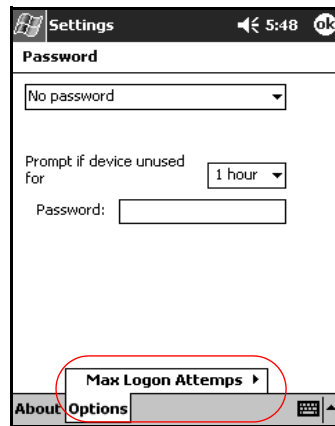 Settings 5:48 ok
Password
No password
Prompt if device unused
for 1 hour
Password:
Max Logon Attemps
About Options